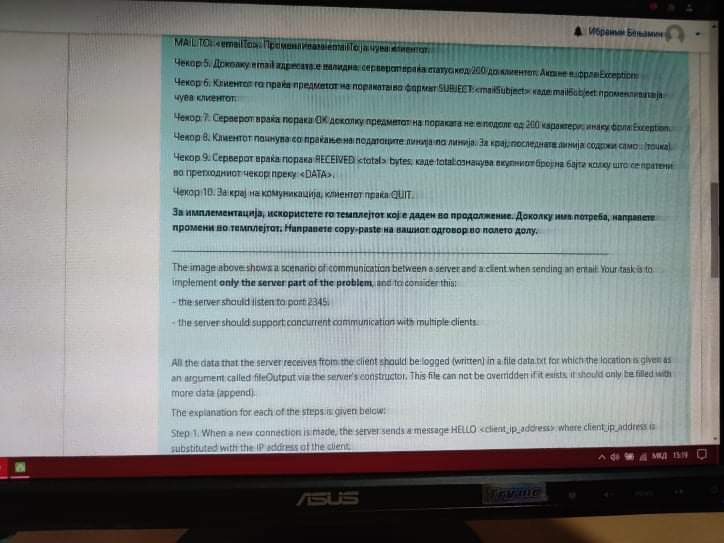 Ибраими Бењамин
MAIL TO: <emailTo>. Променливата emailTo ја чува клиентот.
Чекор 5. Доколку email адресата е валидна, серверот враќа статус код 200 до клиентот. Ако не е, фрла Exception.
Чекор 6: Клиентот го праќа предметот на пораката во формат SUBJECT: <mailSubject> каде mailSubject променливата ја
чува клиентот.
Чекор 7: Серверот враќа порака OK доколку предметот на пораката не е подолг од 200 карактери, инаку фрла Exception.
Чекор 8. Клиентот почнува со праќање на податоците линија по линија. За крај, последната линија содржи само . (точка).
Чекор 9. Серверот враќа порака RECEIVED <total> bytes, каде total означува вкупниот број на бајти колку што се пратени
во претходниот чекор преку <DATA>.
Чекор 10. За крај на комуникација, клиентот праќа QUIT.
За имплементација, искористете го темплејтот кој е даден во продолжение. Доколку има потреба, направете
промени во темплејтот. Направете copy-paste на вашиот одговор во полето долу.
The image above shows a scenario of communication between a server and a client when sending an email. Your task is to
implement only the server part of the problem, and to consider this:
- the server should listen to port 2345.
- the server should support concurrent communication with multiple clients.
All the data that the server receives from the client should be logged (written) in a file data.txt for which the location is given as
an argument called fileOutput via the server's constructor. This file can not be overridden if it exists, it should only be filled with
more data (append).
The explanation for each of the steps is given below:
Step 1. When a new connection is made, the server sends a message HELLO <client_ip_address> where client_ip_address is
substituted with the IP address of the client.
МКД 15:19
ASUS